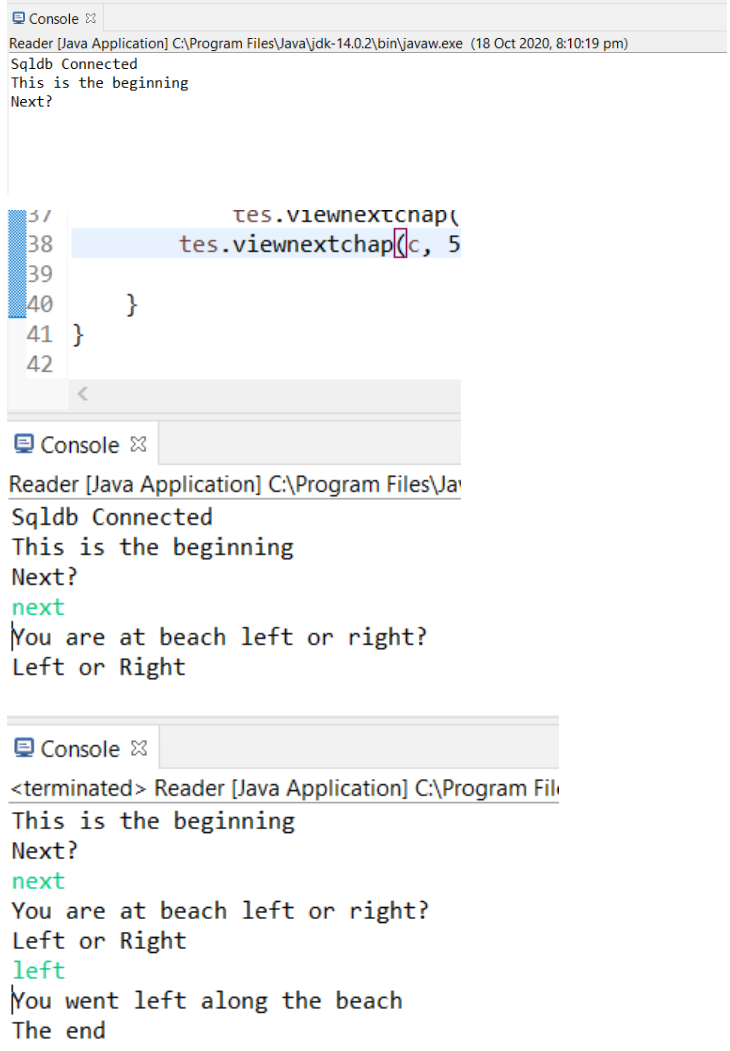 Console
Reader [Java Application] C:\Program Files\Java\jdk-14.0.2\bin\javaw.exe (18 Oct 2020, 8:10:19 pm)
Sqldb Connected
This is the beginning
Next?
37 tes.viewnextchap(
38 tes.viewnextchap(c, 5
39
40 }
41 }
42
Console
Reader [Java Application] C:\Program Files\Jav
Sqldb Connected
This is the beginning
Next?
next
You are at beach left or right?
Left or Right
Console
<terminated> Reader [Java Application] C:\Program File
This is the beginning
Next?
next
You are at beach left or right?
Left or Right
left
You went left along the beach
The end